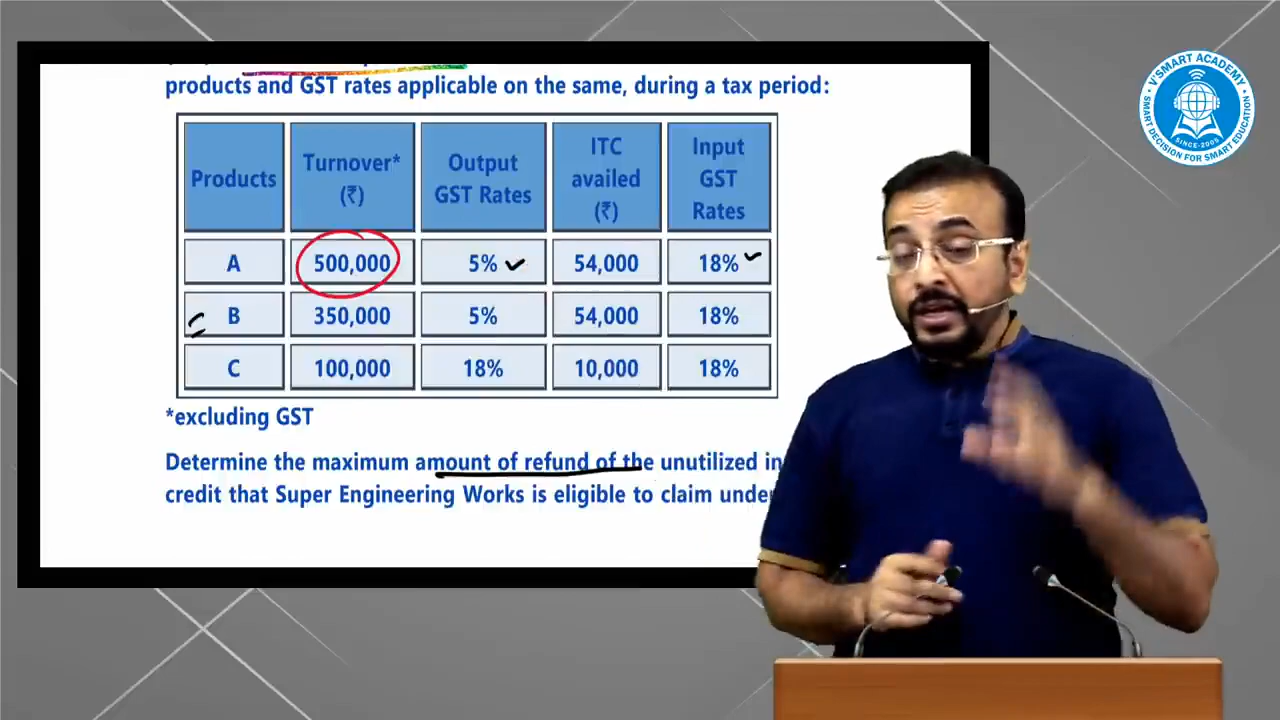 products and GST rates applicable on the same, during a tax period:
Products Turnover* (₹) Output GST Rates ITC availed (₹) Input GST Rates
A 500,000 5% 54,000 18%
B 350,000 5% 54,000 18%
C 100,000 18% 10,000 18%
*excluding GST
Determine the maximum amount of refund of the unutilized in
credit that Super Engineering Works is eligible to claim under
V'SMART ACADEMY
SINCE-2005
SMART DECISION FOR SMART EDUCATION